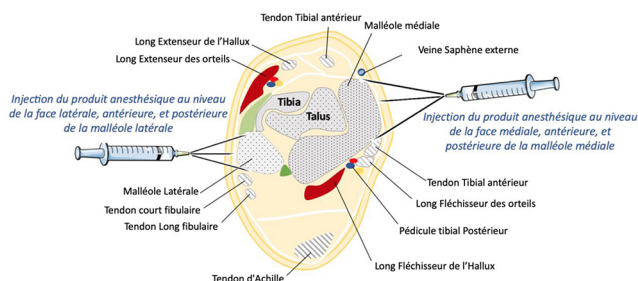 Tendon Tibial antérieur
Malléole médiale
Long Extenseur de l'Hallux
Veine Saphène externe
Long Extenseur des orteils
Injection du produit anesthésique au niveau
de la face latérale, antérieure, et postérieure
de la malléole latérale
Tibia
Talus
Injection du produit anesthésique au niveau
de la face médiale, antérieure, et
postérieure de la malléole médiale
Malléole Latérale
Tendon court fibulaire
Tendon Long fibulaire
Tendon Tibial antérieur
Long Fléchisseur des orteils
Pédicule tibial Postérieur
Long Fléchisseur de l'Hallux
Tendon d'Achille